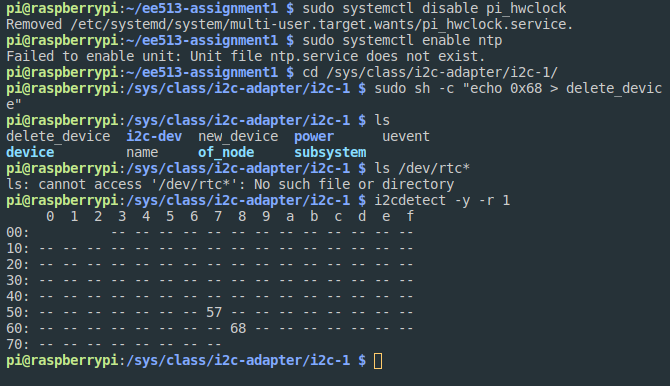 pi@raspberrypi:~/ee513-assignment1 $ sudo systemctl disable pi_hwclock
Removed /etc/systemd/system/multi-user.target.wants/pi_hwclock.service.
pi@raspberrypi:~/ee513-assignment1 $ sudo systemctl enable ntp
Failed to enable unit: Unit file ntp.service does not exist.
pi@raspberrypi:~/ee513-assignment1 $ cd /sys/class/i2c-adapter/i2c-1/
pi@raspberrypi:/sys/class/i2c-adapter/i2c-1 $ sudo sh -c "echo 0x68 > delete_devic
e"
pi@raspberrypi:/sys/class/i2c-adapter/i2c-1 $ ls
delete_device  i2c-dev  new_device  power      uevent
device         name     of_node     subsystem
pi@raspberrypi:/sys/class/i2c-adapter/i2c-1 $ ls /dev/rtc*
ls: cannot access '/dev/rtc*': No such file or directory
pi@raspberrypi:/sys/class/i2c-adapter/i2c-1 $ i2cdetect -y -r 1
     0  1  2  3  4  5  6  7  8  9  a  b  c  d  e  f
00:          -- -- -- -- -- -- -- -- -- -- -- -- --
10: -- -- -- -- -- -- -- -- -- -- -- -- -- -- -- --
20: -- -- -- -- -- -- -- -- -- -- -- -- -- -- -- --
30: -- -- -- -- -- -- -- -- -- -- -- -- -- -- -- --
40: -- -- -- -- -- -- -- -- -- -- -- -- -- -- -- --
50: -- -- -- -- -- -- -- 57 -- -- -- -- -- -- -- --
60: -- -- -- -- -- -- -- -- 68 -- -- -- -- -- -- --
70: -- -- -- -- -- -- -- --
pi@raspberrypi:/sys/class/i2c-adapter/i2c-1 $